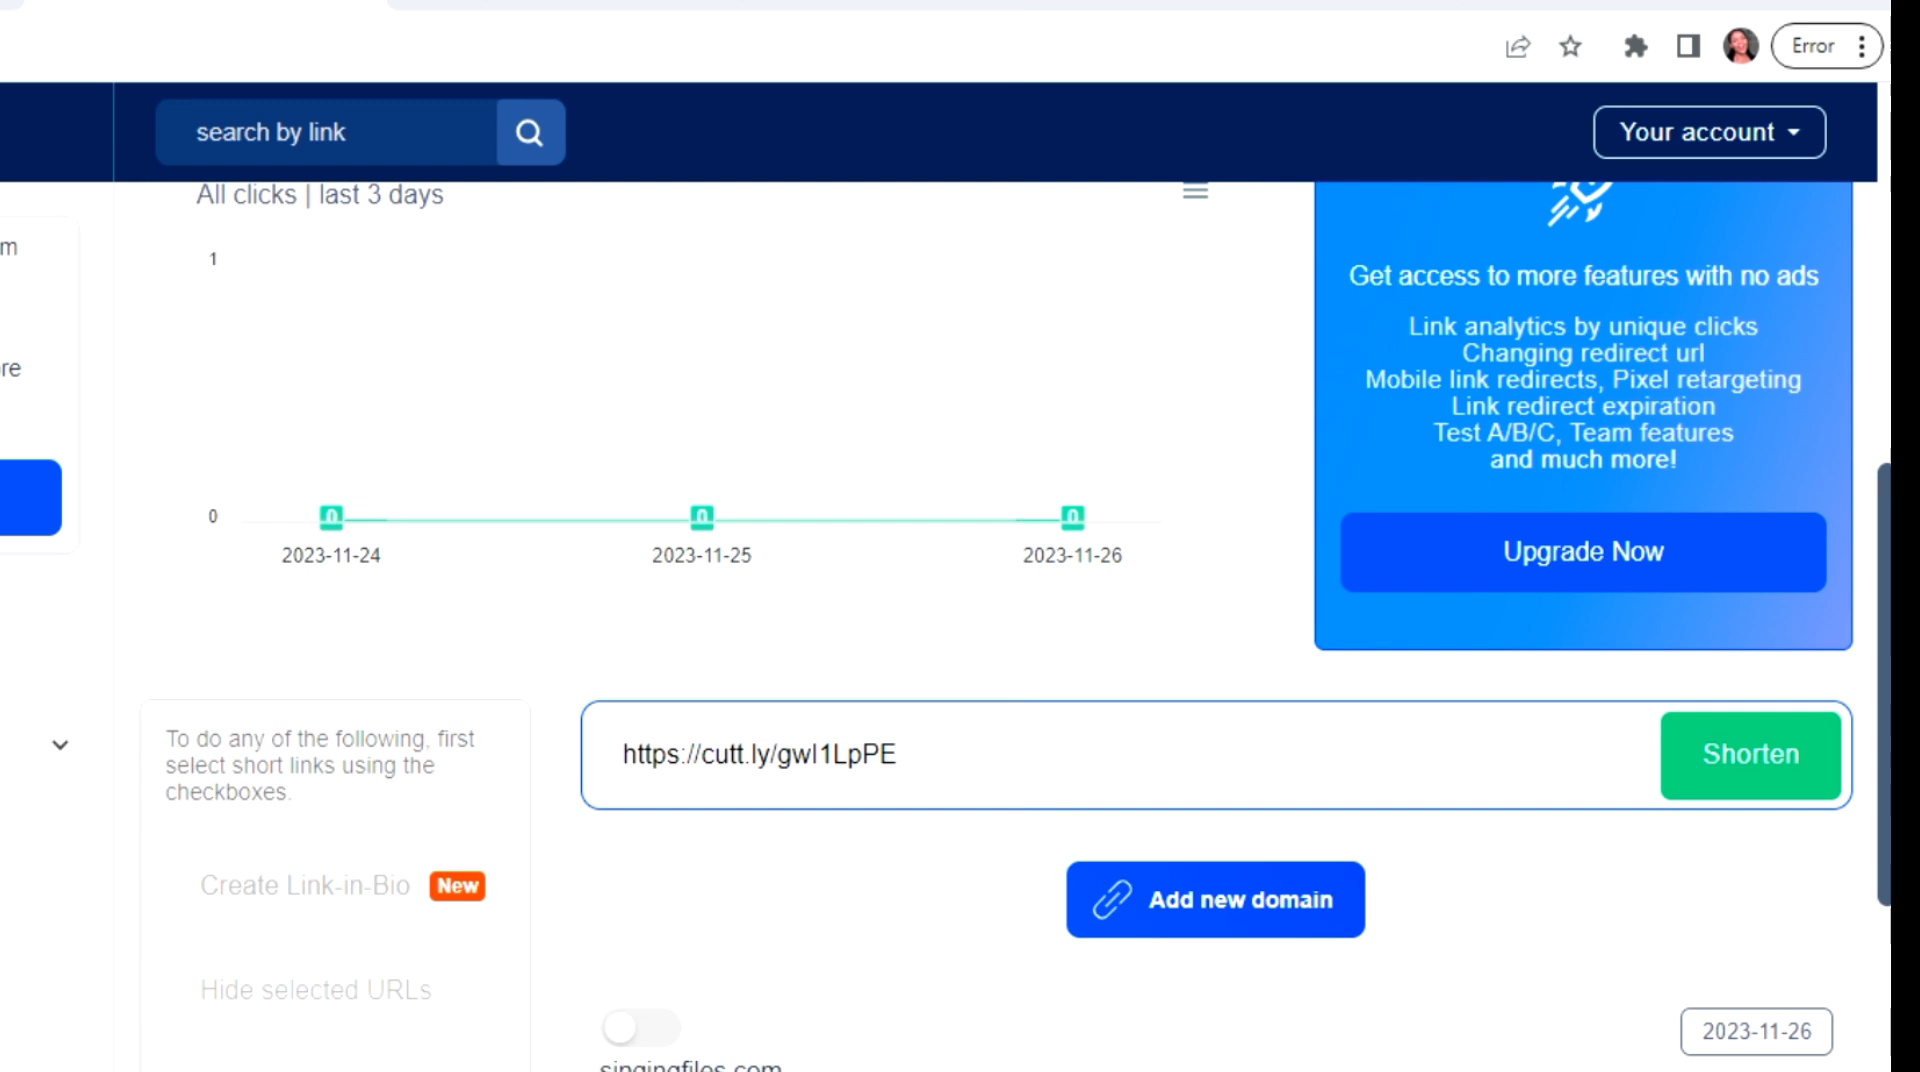 Error
search by link
Your account
All clicks | last 3 days
m
re
1
0
0
0
0
2023-11-24
2023-11-25
2023-11-26
Get access to more features with no ads
Link analytics by unique clicks
Changing redirect url
Mobile link redirects, Pixel retargeting
Link redirect expiration
Test A/B/C, Team features
and much more!
Upgrade Now
To do any of the following, first
select short links using the
checkboxes.
Create Link-in-Bio New
Hide selected URLs
https://cutt.ly/gwI1LpPE
Shorten
Add new domain
2023-11-26
singingfiles.com